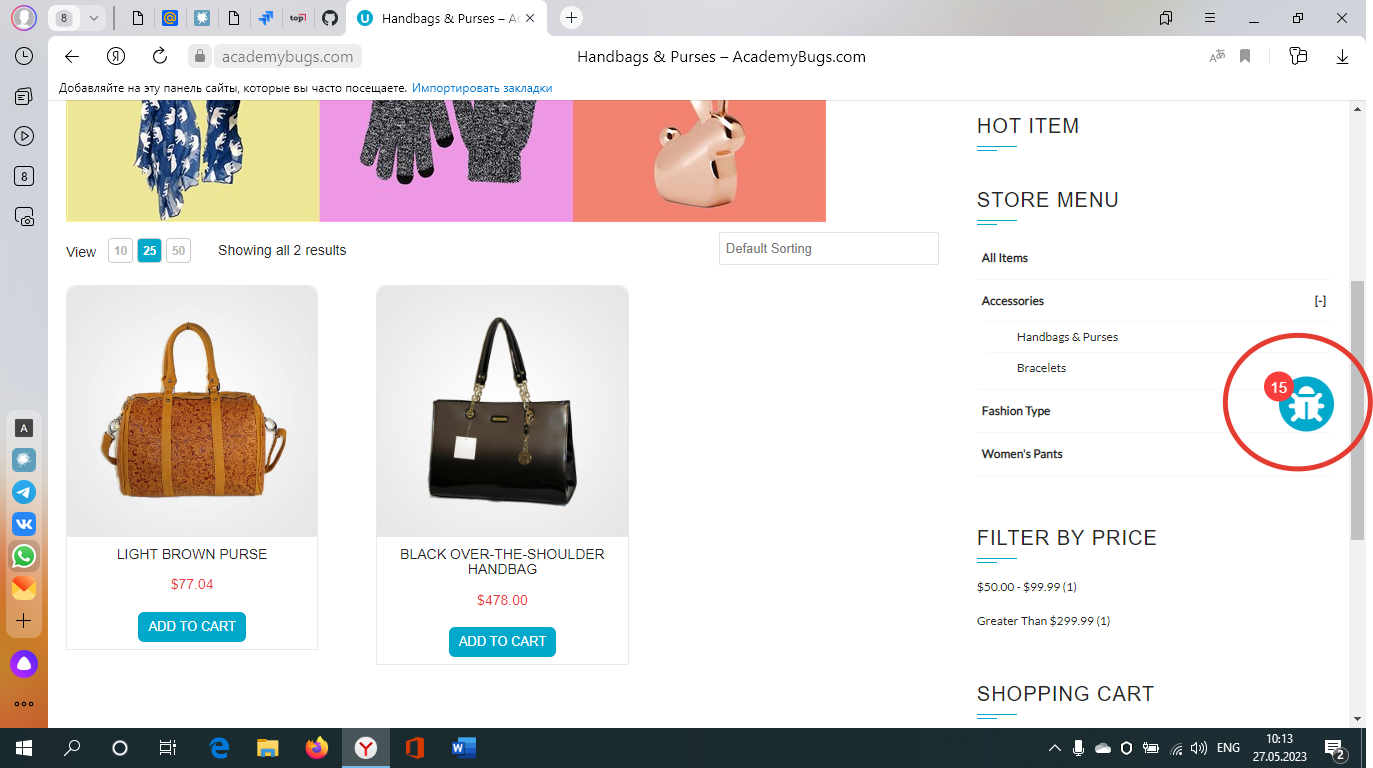 8
top!
Handbags & Purses – Ac
Я
academybugs.com
Handbags & Purses – AcademyBugs.com
Добавляйте на эту панель сайты, которые вы часто посещаете. Импортировать закладки
8
A
HOT ITEM
STORE MENU
All Items
Accessories [-]
Handbags & Purses
Bracelets
15
Fashion Type
Women's Pants
View 10 25 50 Showing all 2 results
Default Sorting
LIGHT BROWN PURSE
$77.04
ADD TO CART
BLACK OVER-THE-SHOULDER
HANDBAG
$478.00
ADD TO CART
FILTER BY PRICE
$50.00 - $99.99 (1)
Greater Than $299.99 (1)
SHOPPING CART
ENG
10:13
27.05.2023
2